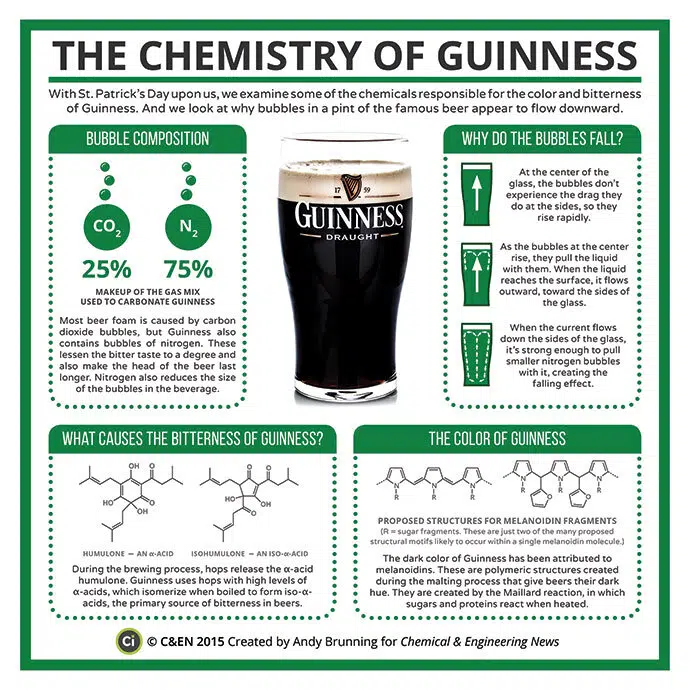 THE CHEMISTRY OF GUINNESS
With St. Patrick's Day upon us, we examine some of the chemicals responsible for the color and bitterness
of Guinness. And we look at why bubbles in a pint of the famous beer appear to flow downward.
BUBBLE COMPOSITION
CO₂
N₂
25%
75%
MAKEUP OF THE GAS MIX
USED TO CARBONATE GUINNESS
Most beer foam is caused by carbon
dioxide bubbles, but Guinness also
contains bubbles of nitrogen. These
lessen the bitter taste to a degree and
also make the head of the beer last
longer. Nitrogen also reduces the size
of the bubbles in the beverage.
17 59
GUINNESS
DRAUGHT
WHY DO THE BUBBLES FALL?
At the center of the
glass, the bubbles don't
experience the drag they
do at the sides, so they
rise rapidly.
As the bubbles at the center
rise, they pull the liquid
with them. When the liquid
reaches the surface, it flows
outward, toward the sides of
the glass.
When the current flows
down the sides of the glass,
it's strong enough to pull
smaller nitrogen bubbles
with it, creating the
falling effect.
WHAT CAUSES THE BITTERNESS OF GUINNESS?
OH
O
HO
O
OH
O
O
O
OH
HO
O
HUMULONE — AN α-ACID
ISOHUMULONE — AN ISO-α-ACID
During the brewing process, hops release the α-acid
humulone. Guinness uses hops with high levels of
α-acids, which isomerize when boiled to form iso-α-
acids, the primary source of bitterness in beers.
THE COLOR OF GUINNESS
N
R
N
R
N
R
N
R
N
R
N
R
O
O
PROPOSED STRUCTURES FOR MELANOIDIN FRAGMENTS
(R = sugar fragments. These are just two of the many proposed
structural motifs likely to occur within a single melanoidin molecule.)
The dark color of Guinness has been attributed to
melanoidins. These are polymeric structures created
during the malting process that give beers their dark
hue. They are created by the Maillard reaction, in which
sugars and proteins react when heated.
Ci
© C&EN 2015 Created by Andy Brunning for Chemical & Engineering News